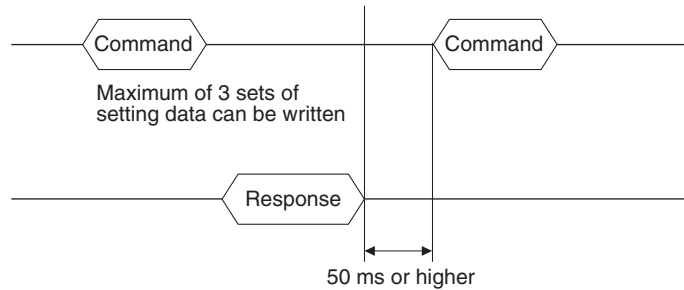 Command
Command
Maximum of 3 sets of
setting data can be written
Response
50 ms or higher